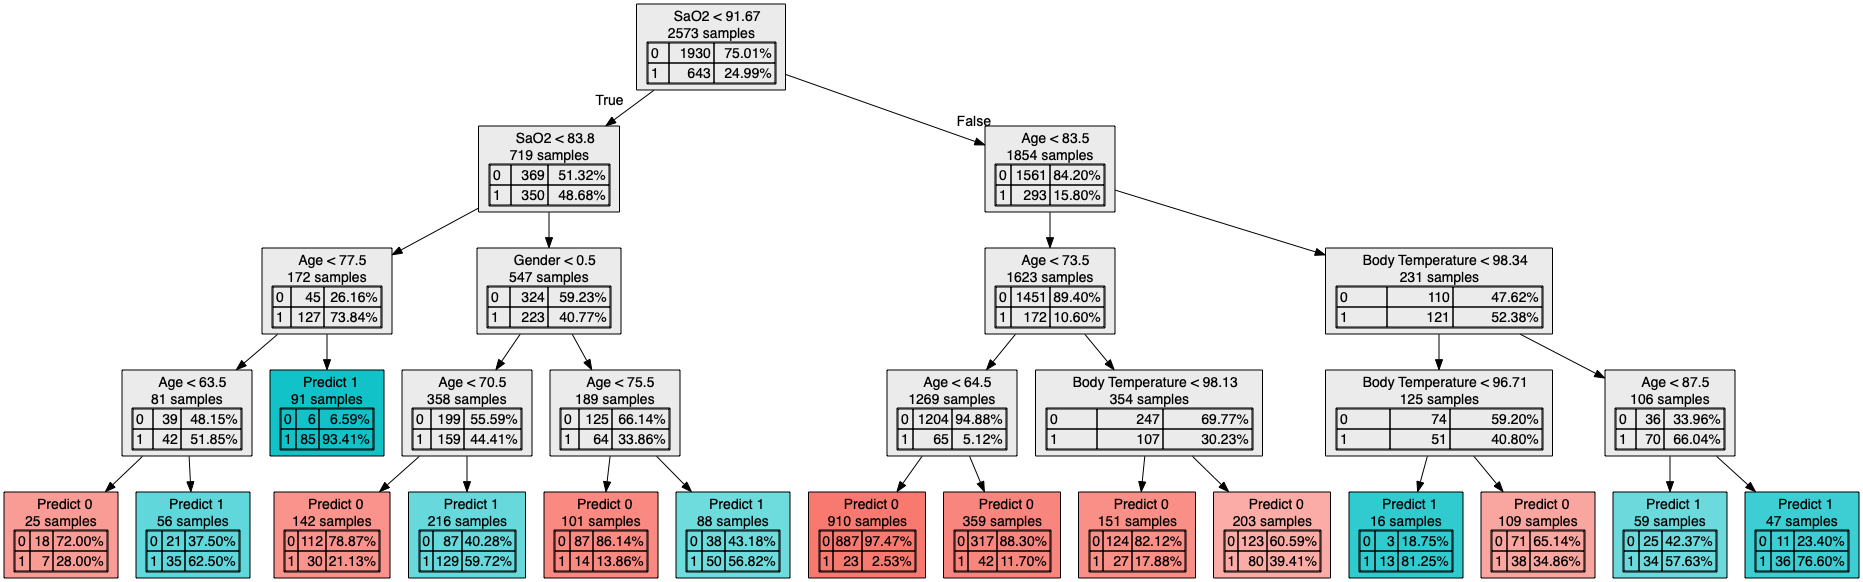 SaO2 < 91.67
2573 samples
0 1930 75.01%
1 643 24.99%
True
False
SaO2 < 83.8
719 samples
0 369 51.32%
1 350 48.68%
Age < 83.5
1854 samples
0 1561 84.20%
1 293 15.80%
Age < 77.5
172 samples
0 45 26.16%
1 127 73.84%
Gender < 0.5
547 samples
0 324 59.23%
1 223 40.77%
Age < 73.5
1623 samples
0 1451 89.40%
1 172 10.60%
Body Temperature < 98.34
231 samples
0 110 47.62%
1 121 52.38%
Age < 63.5
81 samples
0 39 48.15%
1 42 51.85%
Predict 1
91 samples
0 6 6.59%
1 85 93.41%
Age < 70.5
358 samples
0 199 55.59%
1 159 44.41%
Age < 75.5
189 samples
0 125 66.14%
1 64 33.86%
Age < 64.5
1269 samples
0 1204 94.88%
1 65 5.12%
Body Temperature < 98.13
354 samples
0 247 69.77%
1 107 30.23%
Body Temperature < 96.71
125 samples
0 74 59.20%
1 51 40.80%
Age < 87.5
106 samples
0 36 33.96%
1 70 66.04%
Predict 0
25 samples
0 18 72.00%
1 7 28.00%
Predict 1
56 samples
0 21 37.50%
1 35 62.50%
Predict 0
142 samples
0 112 78.87%
1 30 21.13%
Predict 1
216 samples
0 87 40.28%
1 129 59.72%
Predict 0
101 samples
0 87 86.14%
1 14 13.86%
Predict 1
88 samples
0 38 43.18%
1 50 56.82%
Predict 0
910 samples
0 887 97.47%
1 23 2.53%
Predict 0
359 samples
0 317 88.30%
1 42 11.70%
Predict 0
151 samples
0 124 82.12%
1 27 17.88%
Predict 0
203 samples
0 123 60.59%
1 80 39.41%
Predict 1
16 samples
0 3 18.75%
1 13 81.25%
Predict 0
109 samples
0 71 65.14%
1 38 34.86%
Predict 1
59 samples
0 25 42.37%
1 34 57.63%
Predict 1
47 samples
0 11 23.40%
1 36 76.60%